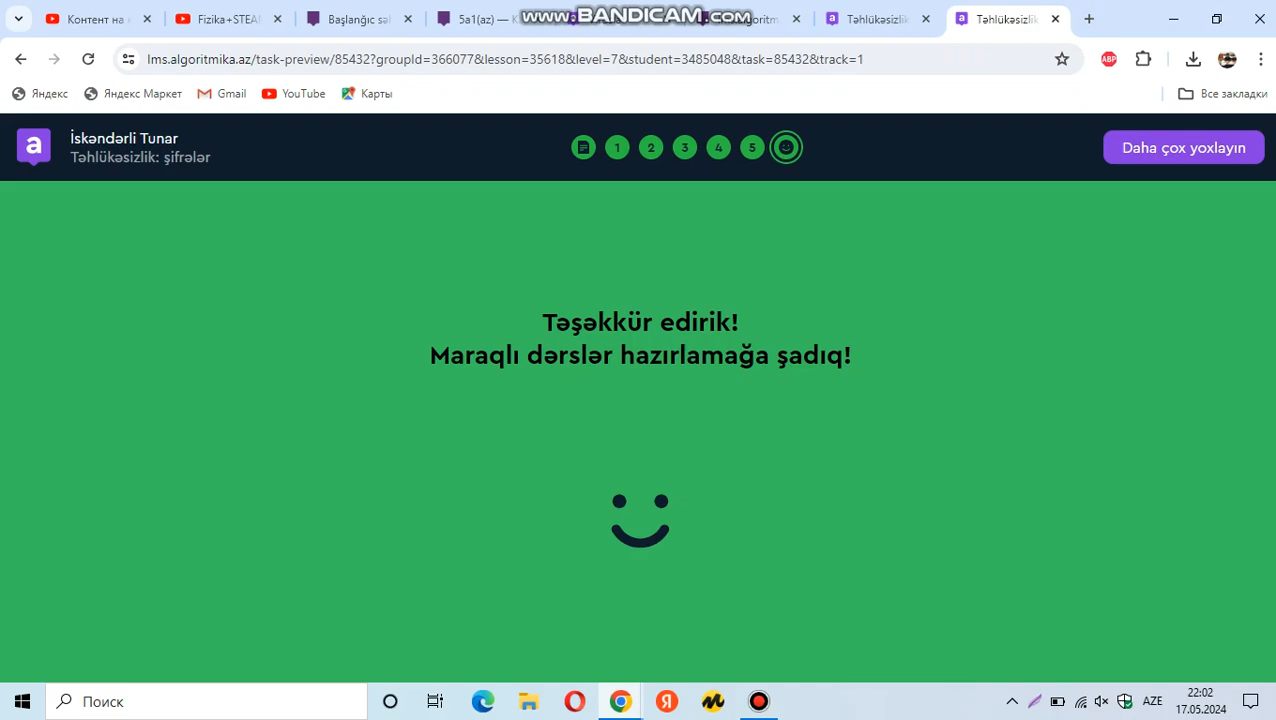 www.BANDICAM.com
Контент на к
Fizika+STEA
Başlanğıc sə
5a1(az) — K
Təhlükəsizlik
Təhlükəsizlik
lms.algoritmika.az/task-preview/85432?groupId=366077&lesson=35618&level=7&student=3485048&task=85432&track=1
ABP
Яндекс
Яндекс Маркет
Gmail
YouTube
Карты
Все закладки
a
İskəndərli Tunar
Təhlükəsizlik: şifrələr
1 2 3 4 5
Daha çox yoxlayın
Təşəkkür edirik!
Maraqlı dərslər hazırlamağa şadıq!
Поиск
Я
AZE
22:02
17.05.2024